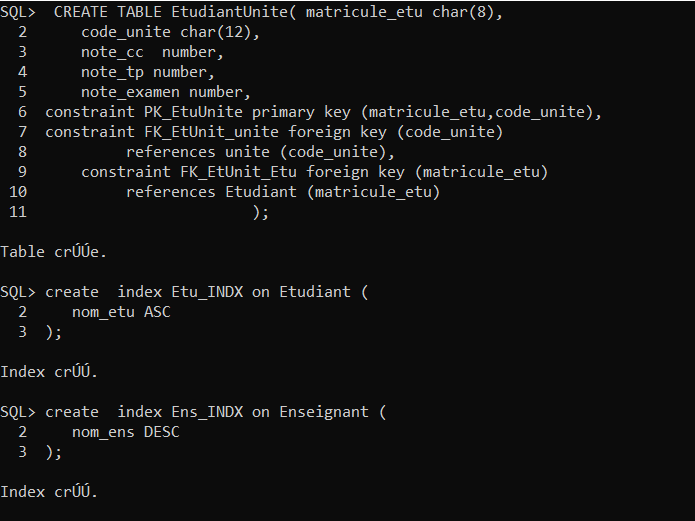 SQL>  CREATE TABLE EtudiantUnite( matricule_etu char(8),
  2      code_unite char(12),
  3      note_cc  number,
  4      note_tp number,
  5      note_examen number,
  6  constraint PK_EtuUnite primary key (matricule_etu,code_unite),
  7  constraint FK_EtUnit_unite foreign key (code_unite)
  8           references unite (code_unite),
  9      constraint FK_EtUnit_Etu foreign key (matricule_etu)
 10           references Etudiant (matricule_etu)
 11                         );
Table crÚÚe.
SQL> create  index Etu_INDX on Etudiant (
  2     nom_etu ASC
  3  );
Index crÚÚ.
SQL> create  index Ens_INDX on Enseignant (
  2     nom_ens DESC
  3  );
Index crÚÚ.